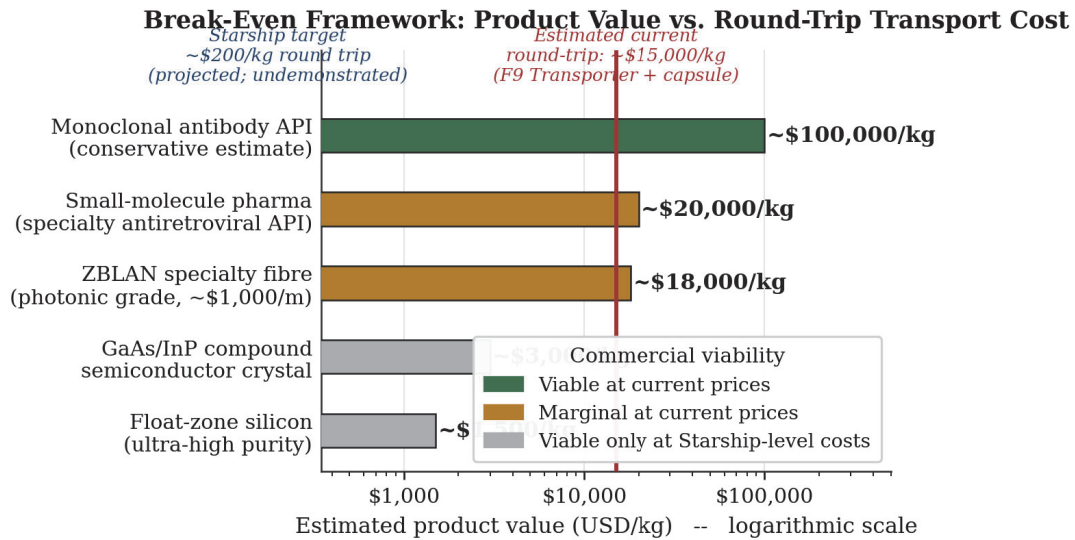 Break-Even Framework: Product Value vs. Round-Trip Transport Cost
Starship target
~$200/kg round trip
(projected; undemonstrated)
Estimated current
round-trip: ~$15,000/kg
(F9 Transporter + capsule)
Monoclonal antibody API
(conservative estimate)
~$100,000/kg
Small-molecule pharma
(specialty antiretroviral API)
~$20,000/kg
ZBLAN specialty fibre
(photonic grade, ~$1,000/m)
~$18,000/kg
GaAs/InP compound
semiconductor crystal
Float-zone silicon
(ultra-high purity)
Commercial viability
Viable at current prices
Marginal at current prices
Viable only at Starship-level costs
$1,000
$10,000
$100,000
Estimated product value (USD/kg) -- logarithmic scale